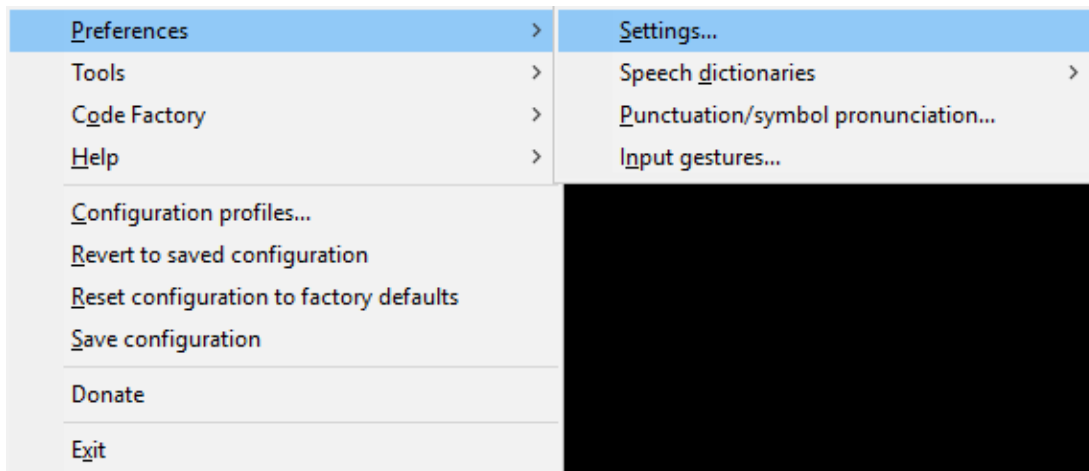 Preferences
Tools
Code Factory
Help
Configuration profiles...
Revert to saved configuration
Reset configuration to factory defaults
Save configuration
Donate
Exit
Settings...
Speech dictionaries
Punctuation/symbol pronunciation...
Input gestures...